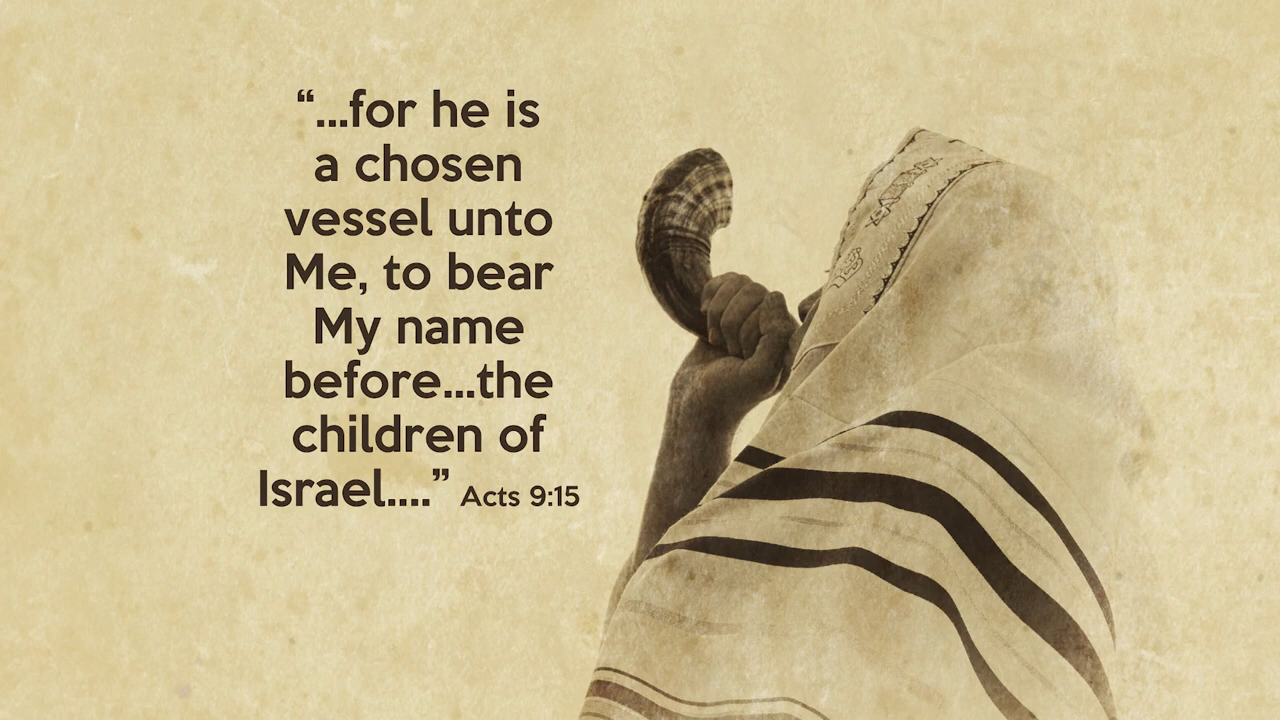 “...for he is
a chosen
vessel unto
Me, to bear
My name
before...the
children of
Israel....” Acts 9:15